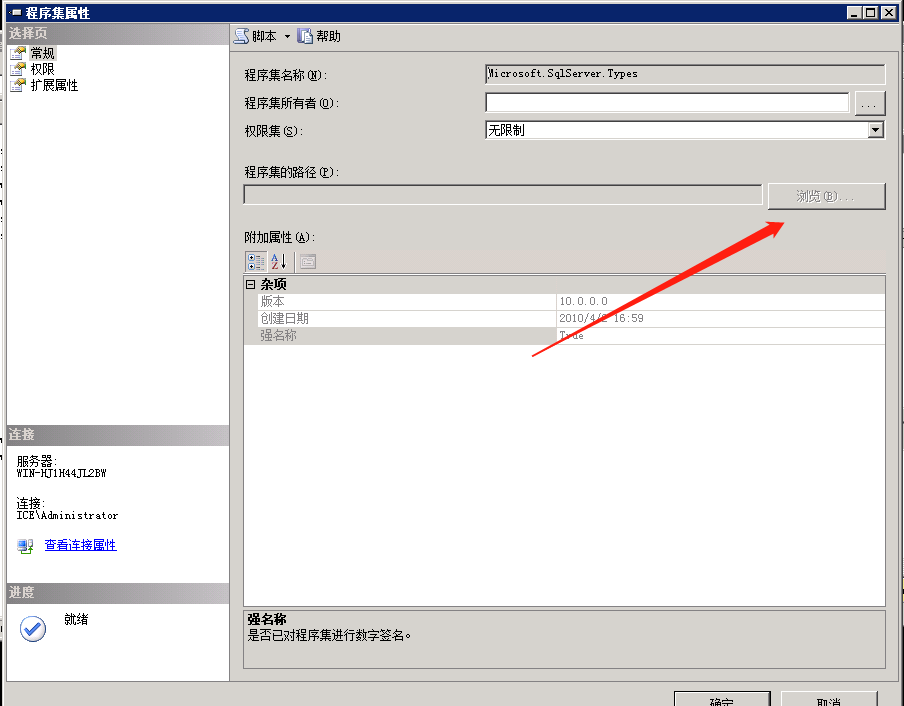 程序集属性
选择页
常规
权限
扩展属性
脚本 帮助
程序集名称(N):
Microsoft.SqlServer.Types
程序集所有者(O):
...
权限集(S):
无限制
程序集的路径(P):
浏览(B)...
附加属性(A):
杂项
版本 10.0.0.0
创建日期 2010/4/2 16:59
强名称 True
强名称
是否已对程序集进行数字签名。
连接
服务器:
WIN-HJ1H44JL2BW
连接:
ICE\Administrator
查看连接属性
进度
就绪
确定 取消